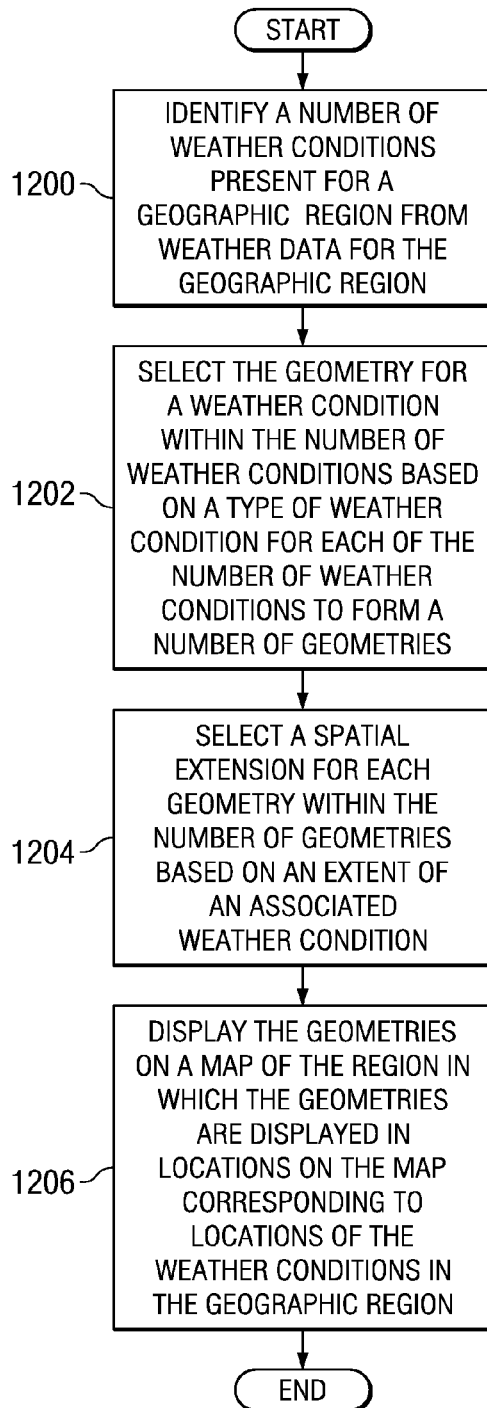 START
IDENTIFY A NUMBER OF
WEATHER CONDITIONS
PRESENT FOR A
GEOGRAPHIC REGION FROM
WEATHER DATA FOR THE
GEOGRAPHIC REGION
1200
SELECT THE GEOMETRY FOR
A WEATHER CONDITION
WITHIN THE NUMBER OF
WEATHER CONDITIONS BASED
ON A TYPE OF WEATHER
CONDITION FOR EACH OF THE
NUMBER OF WEATHER
CONDITIONS TO FORM A
NUMBER OF GEOMETRIES
1202
SELECT A SPATIAL
EXTENSION FOR EACH
GEOMETRY WITHIN THE
NUMBER OF GEOMETRIES
BASED ON AN EXTENT OF
AN ASSOCIATED
WEATHER CONDITION
1204
DISPLAY THE GEOMETRIES
ON A MAP OF THE REGION IN
WHICH THE GEOMETRIES
ARE DISPLAYED IN
LOCATIONS ON THE MAP
CORRESPONDING TO
LOCATIONS OF THE
WEATHER CONDITIONS IN
THE GEOGRAPHIC REGION
1206
END